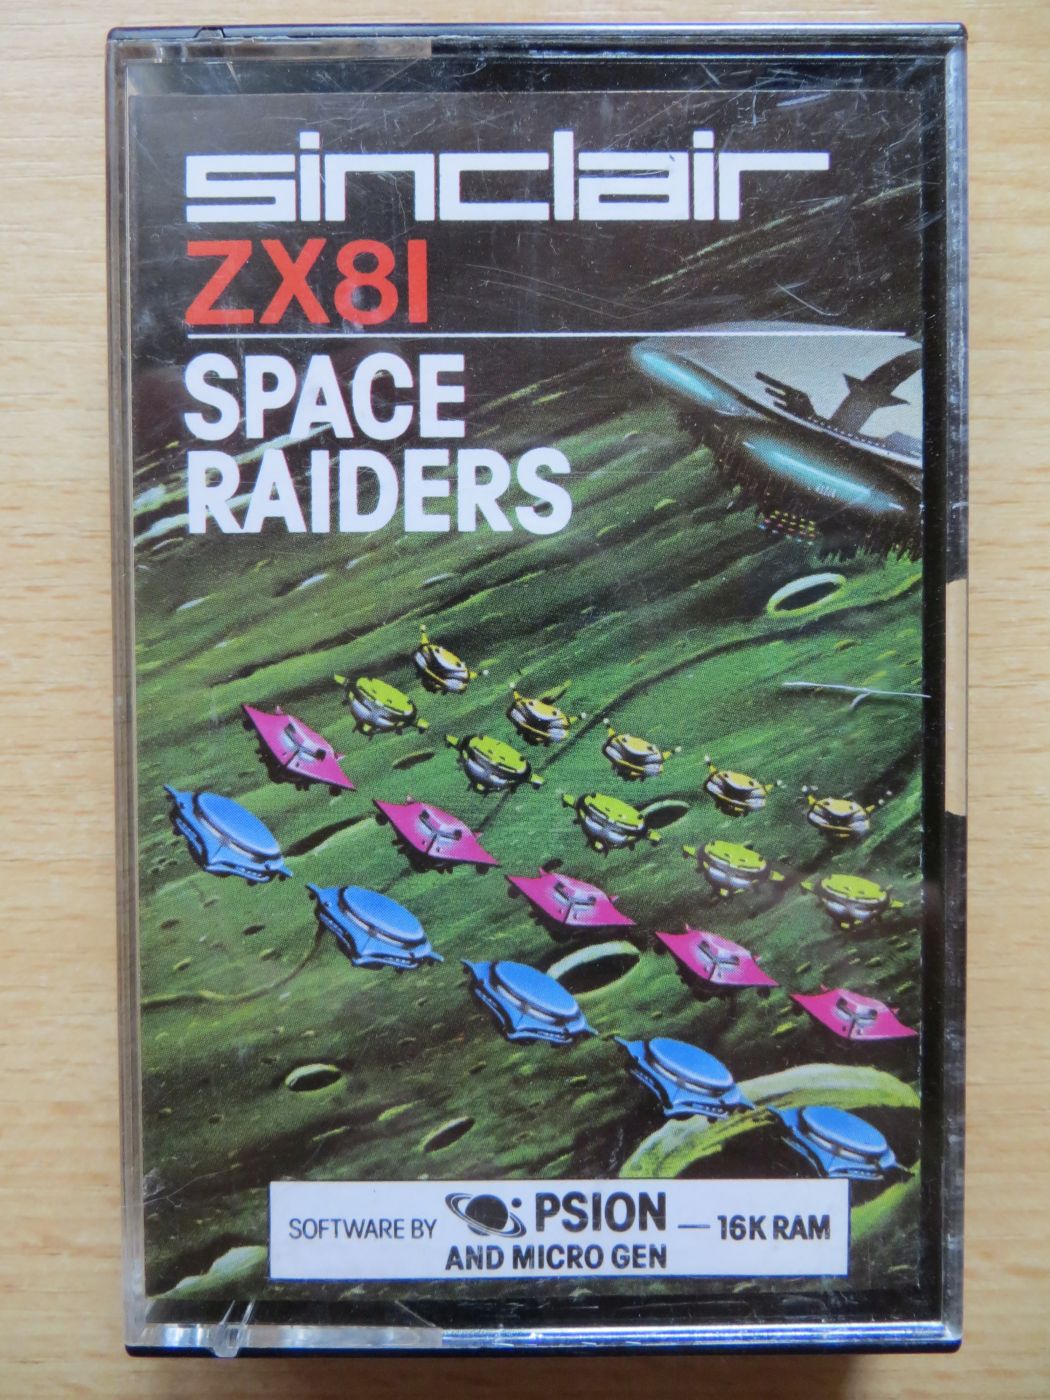 sinclair
ZX81
SPACE
RAIDERS
SOFTWARE BY PSION — 16K RAM
AND MICRO GEN